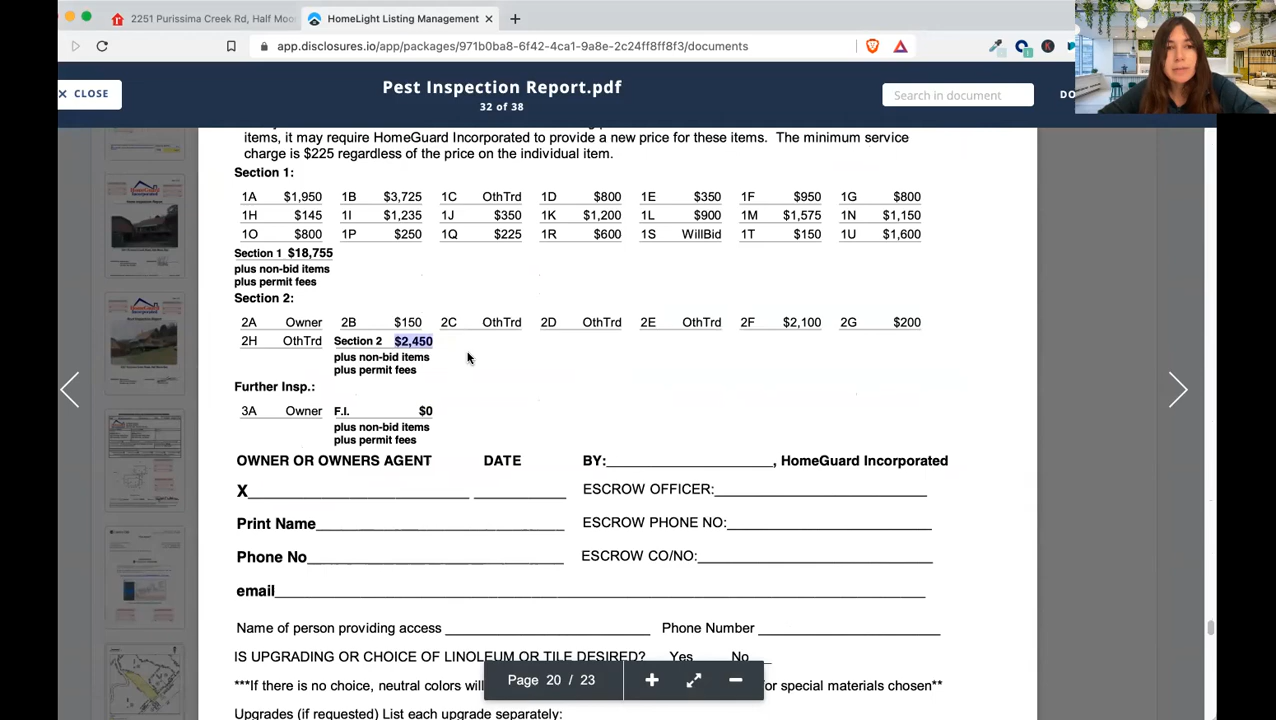 2251 Purissima Creek Rd, Half Moo
HomeLight Listing Management
app.disclosures.io/app/packages/971b0ba8-6f42-4ca1-9a8e-2c24ff8ff8f3/documents
CLOSE
Pest Inspection Report.pdf
32 of 38
Search in document
DO
items, it may require HomeGuard Incorporated to provide a new price for these items. The minimum service
charge is $225 regardless of the price on the individual item.
Section 1:
1A $1,950 1B $3,725 1C OthTrd 1D $800 1E $350 1F $950 1G $800
1H $145 1I $1,235 1J $350 1K $1,200 1L $900 1M $1,575 1N $1,150
1O $800 1P $250 1Q $225 1R $600 1S WillBid 1T $150 1U $1,600
Section 1 $18,755
plus non-bid items
plus permit fees
Section 2:
2A Owner 2B $150 2C OthTrd 2D OthTrd 2E OthTrd 2F $2,100 2G $200
2H OthTrd Section 2 $2,450
plus non-bid items
plus permit fees
Further Insp.:
3A Owner F.I. $0
plus non-bid items
plus permit fees
OWNER OR OWNERS AGENT DATE BY:____________________, HomeGuard Incorporated
X____________________ __________ ESCROW OFFICER:____________________
Print Name____________________ ESCROW PHONE NO:____________________
Phone No____________________ ESCROW CO/NO:____________________
email____________________
Name of person providing access ____________________ Phone Number ____________________
IS UPGRADING OR CHOICE OF LINOLEUM OR TILE DESIRED? Yes___ No___
***If there is no choice, neutral colors will for special materials chosen**
Page 20 / 23
Upgrades (if requested) List each upgrade separately: